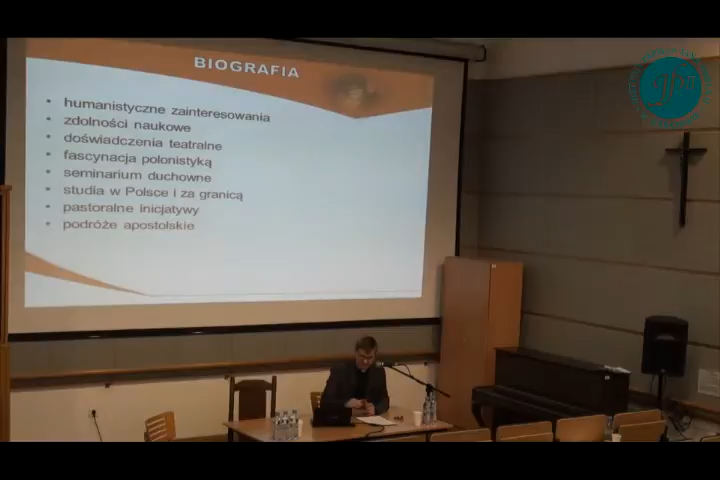 BIOGRAFIA
• humanistyczne zainteresowania
• zdolności naukowe
• doświadczenia teatralne
• fascynacja polonistyką
• seminarium duchowne
• studia w Polsce i za granicą
• pastoralne inicjatywy
• podróże apostolskie